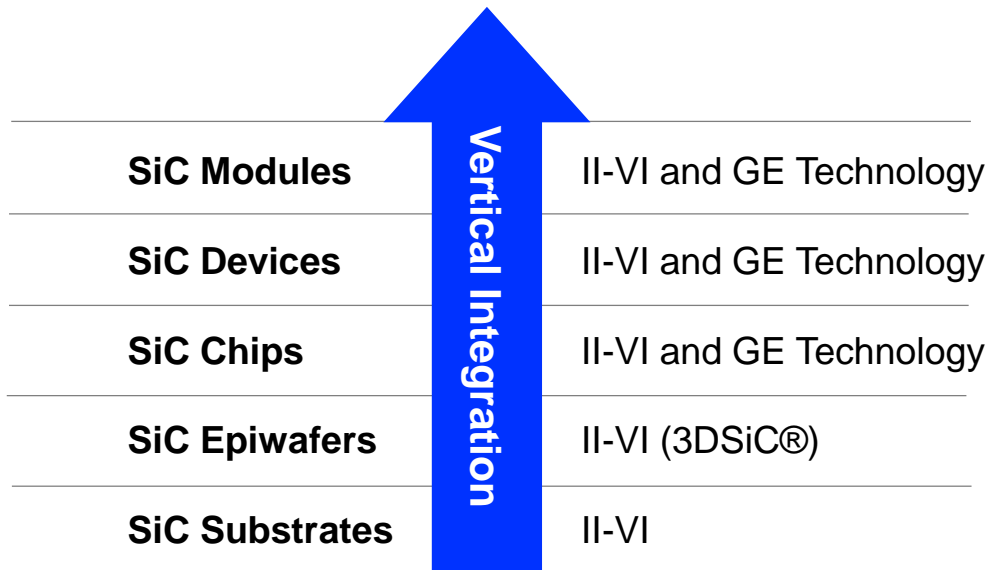 Vertical Integration
SiC Modules II-VI and GE Technology
SiC Devices II-VI and GE Technology
SiC Chips II-VI and GE Technology
SiC Epiwafers II-VI (3DSiC®)
SiC Substrates II-VI